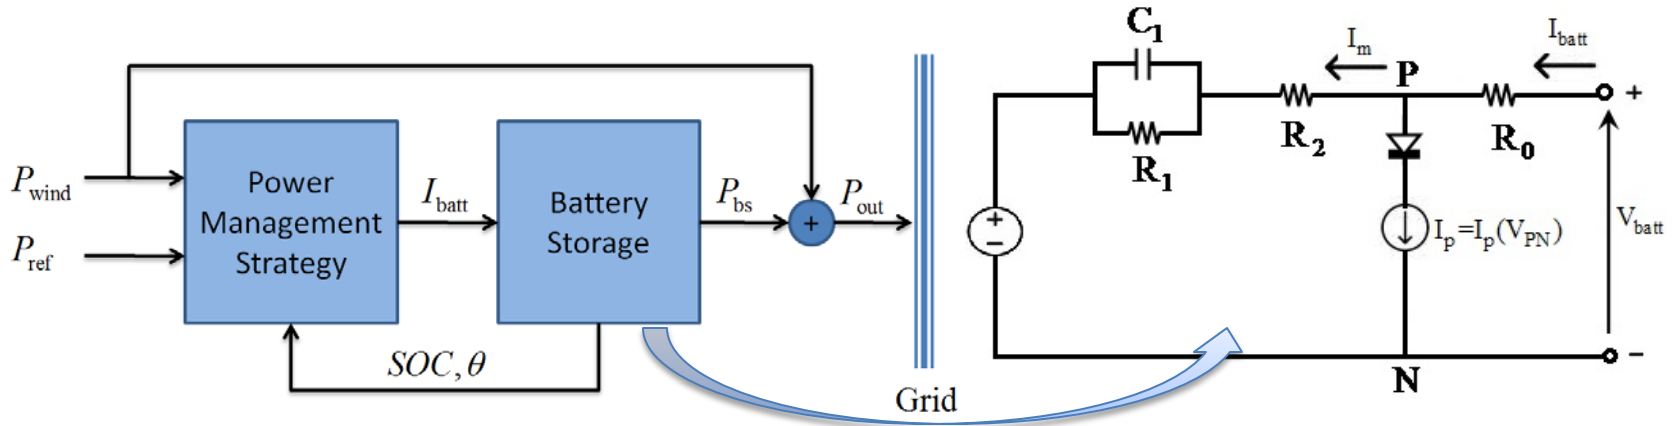 P_wind
P_ref
Power
Management
Strategy
I_batt
Battery
Storage
P_bs
+
P_out
SOC, θ
Grid
C_1
R_1
R_2
I_m
P
I_batt
R_0
+
+
−
I_p=I_p(V_PN)
V_batt
−
N